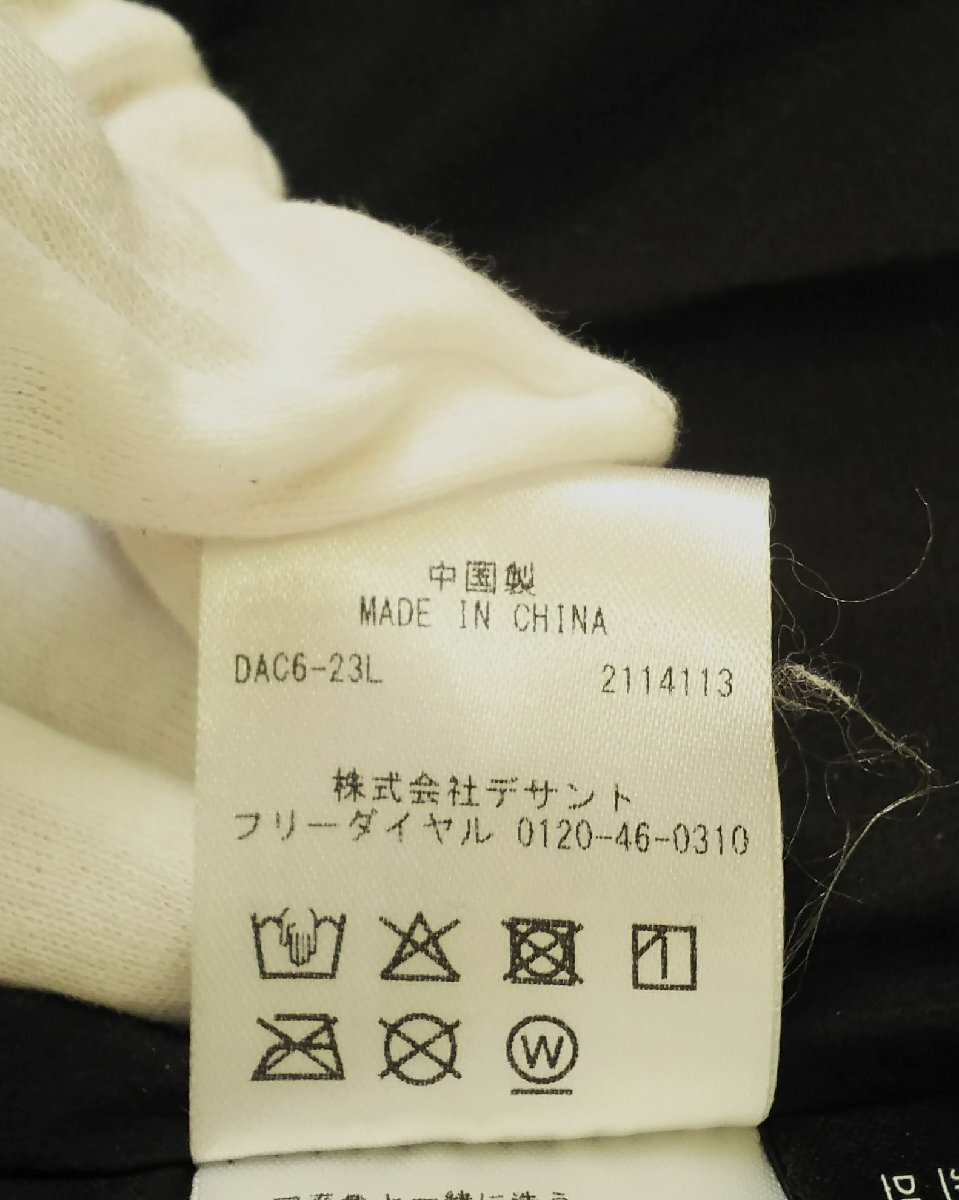 中国製
MADE IN CHINA
DAC6-23L 2114113
株式会社デサント
フリーダイヤル 0120-46-0310
W